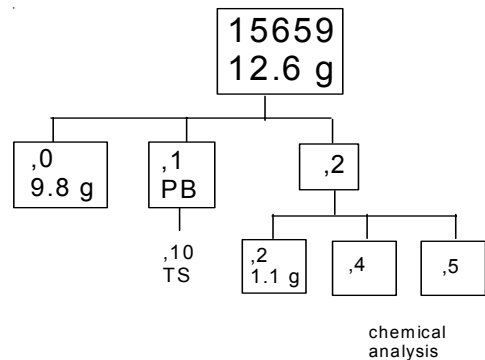 15659
12.6 g
,0
9.8 g
,1
PB
,2
,10
TS
,2
1.1 g
,4
,5
chemical
analysis